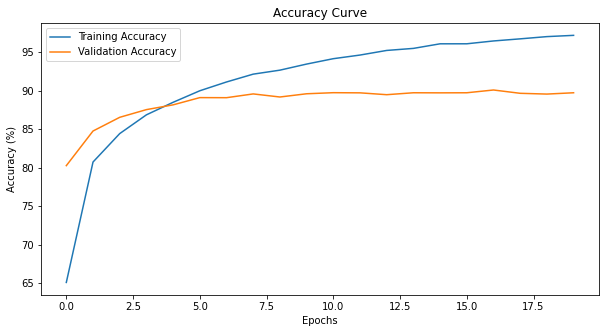 Accuracy Curve
Training Accuracy
Validation Accuracy
Accuracy (%)
95
90
85
80
75
70
65
0.0 2.5 5.0 7.5 10.0 12.5 15.0 17.5
Epochs